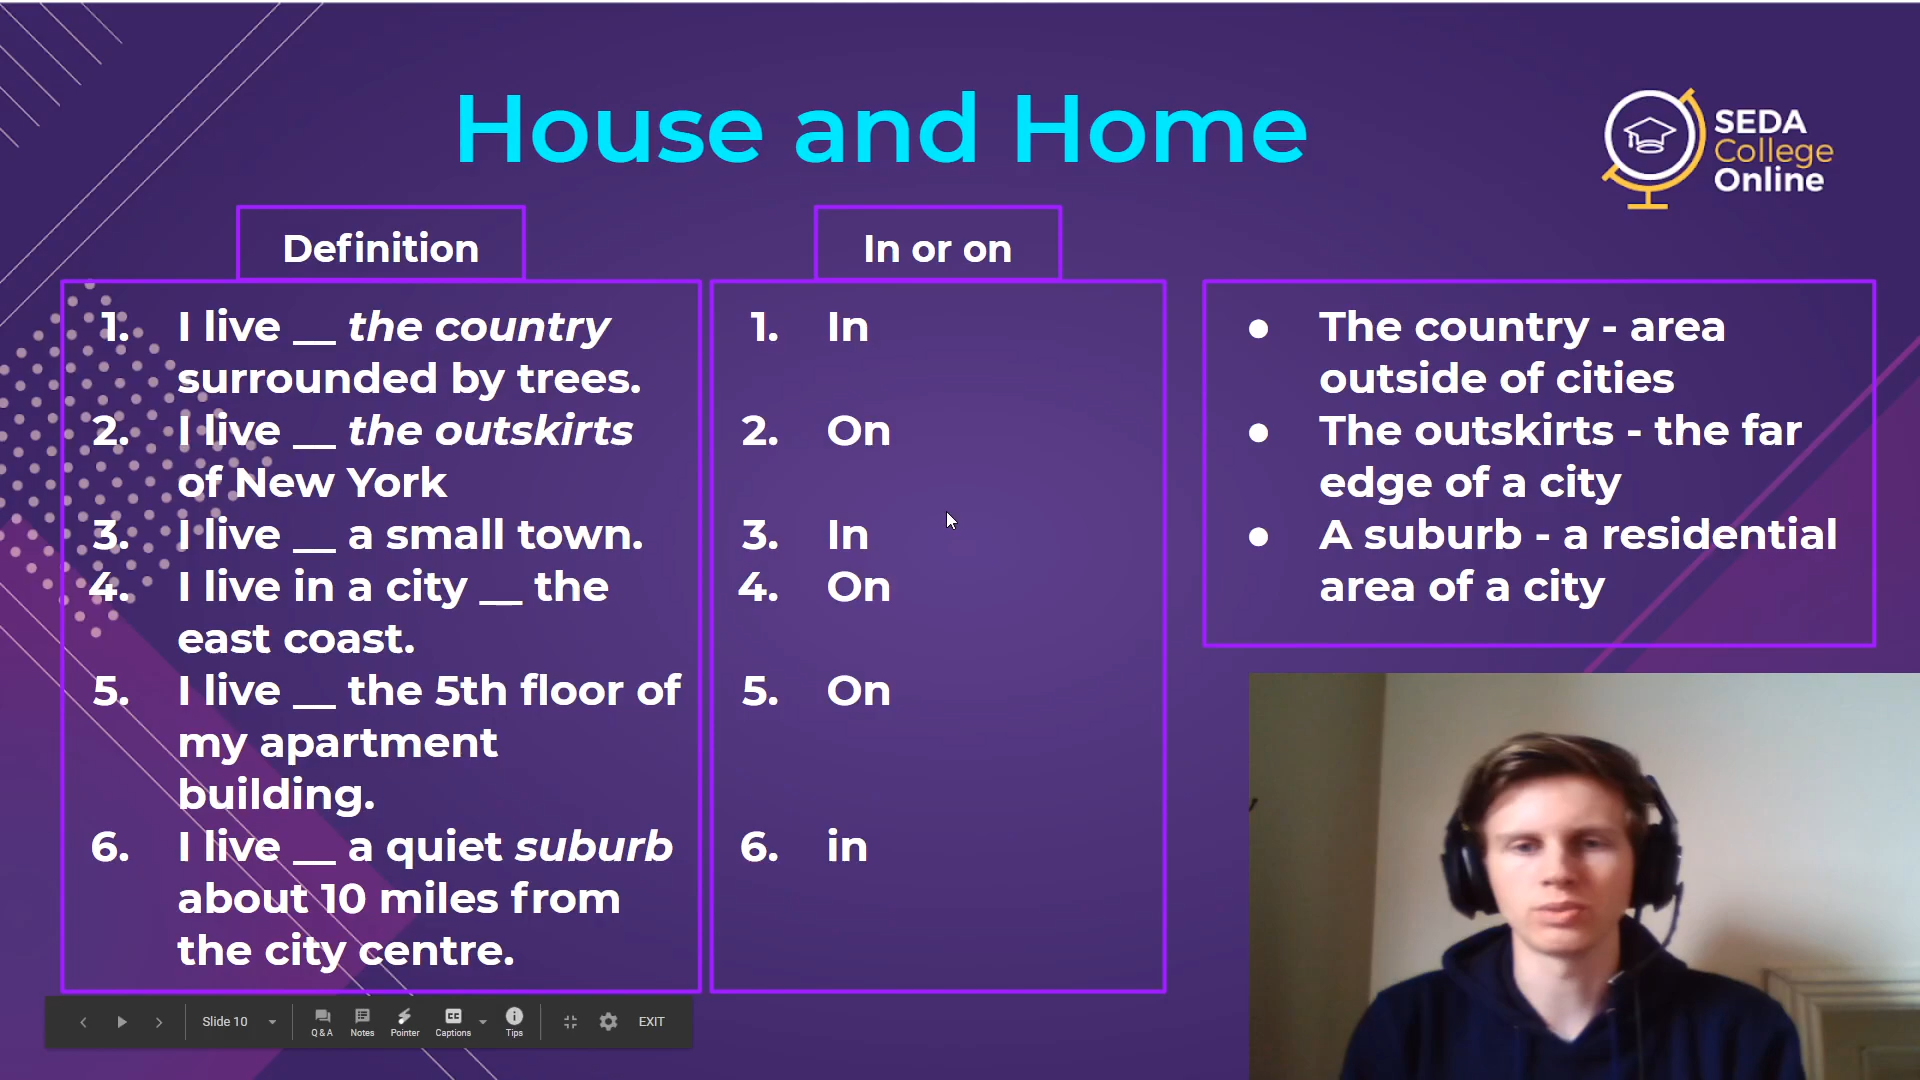 House and Home
SEDA
College
Online
Definition
In or on
1. I live __ the country
surrounded by trees.
2. I live __ the outskirts
of New York
3. I live __ a small town.
4. I live in a city __ the
east coast.
5. I live __ the 5th floor of
my apartment
building.
6. I live __ a quiet suburb
about 10 miles from
the city centre.
1. In
2. On
3. In
4. On
5. On
6. in
● The country - area
outside of cities
● The outskirts - the far
edge of a city
● A suburb - a residential
area of a city
Slide 10
Q & A
Notes
Pointer
Captions
Tips
EXIT